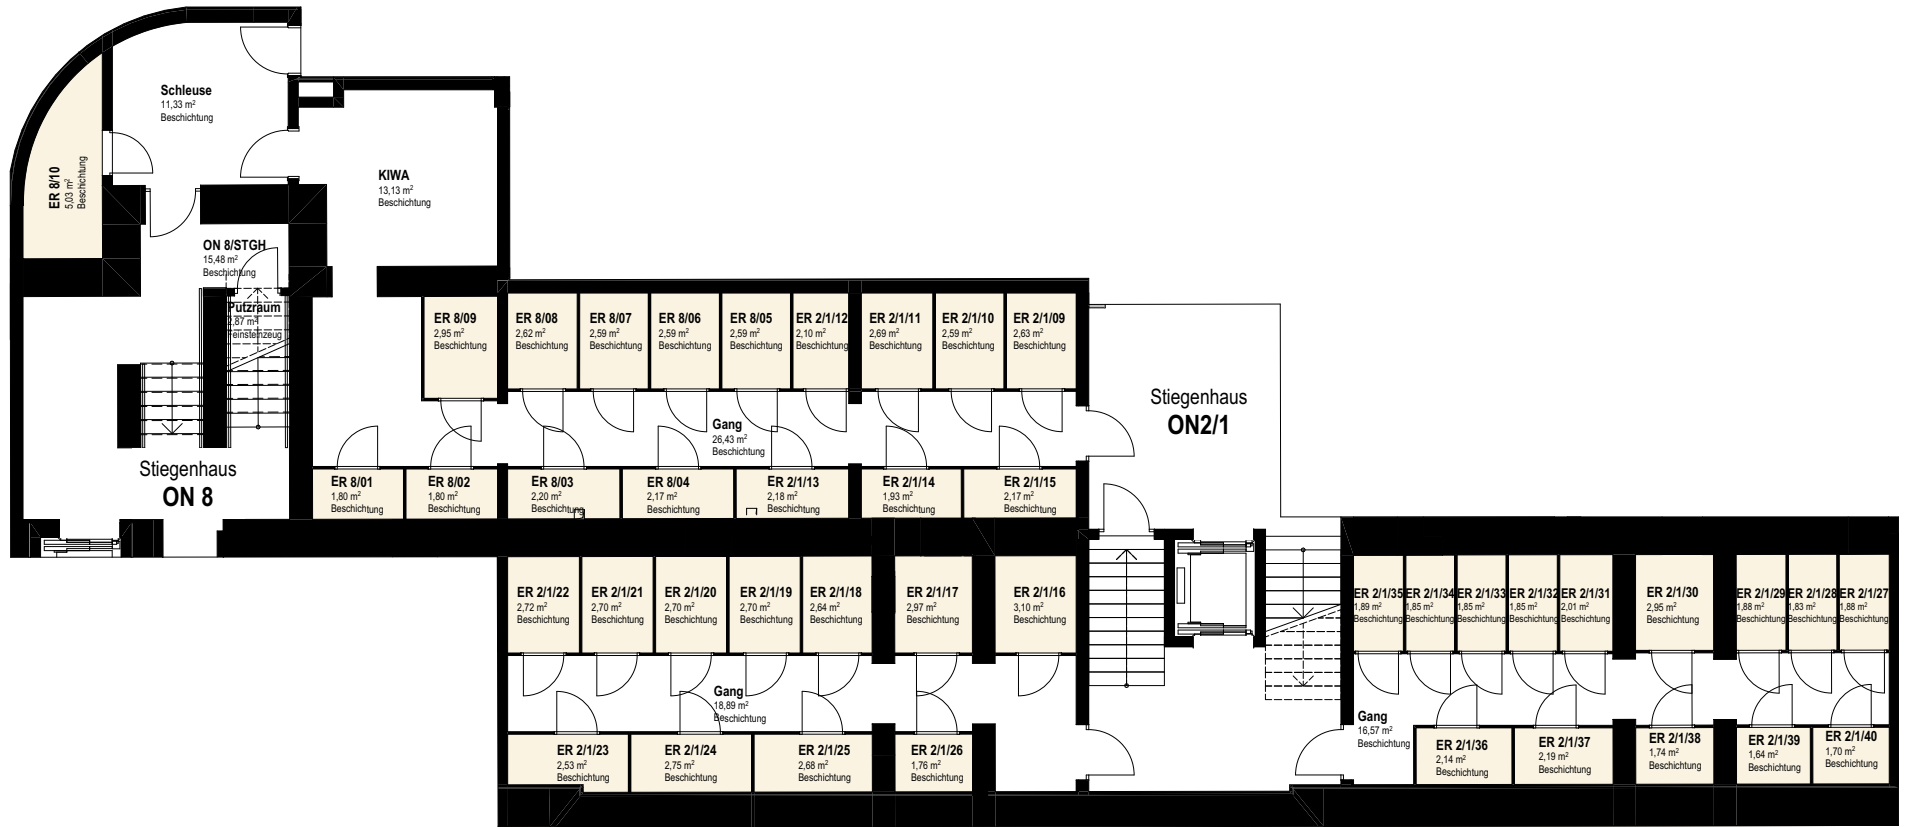 Schleuse
11,33 m²
Beschichtung
ER 8/10
5,03 m²
Beschichtung
KIWA
13,13 m²
Beschichtung
ON 8/STGH
15,48 m²
Beschichtung
Putzraum
2,87 m²
Feinsteinzeug
Stiegenhaus
ON 8
ER 8/09
2,95 m²
Beschichtung
ER 8/08
2,62 m²
Beschichtung
ER 8/07
2,59 m²
Beschichtung
ER 8/06
2,59 m²
Beschichtung
ER 8/05
2,59 m²
Beschichtung
ER 2/1/12
2,10 m²
Beschichtung
ER 2/1/11
2,69 m²
Beschichtung
ER 2/1/10
2,59 m²
Beschichtung
ER 2/1/09
2,63 m²
Beschichtung
Gang
26,43 m²
Beschichtung
Stiegenhaus
ON2/1
ER 8/01
1,80 m²
Beschichtung
ER 8/02
1,80 m²
Beschichtung
ER 8/03
2,20 m²
Beschichtung
ER 8/04
2,17 m²
Beschichtung
ER 2/1/13
2,18 m²
Beschichtung
ER 2/1/14
1,93 m²
Beschichtung
ER 2/1/15
2,17 m²
Beschichtung
ER 2/1/22
2,72 m²
Beschichtung
ER 2/1/21
2,70 m²
Beschichtung
ER 2/1/20
2,70 m²
Beschichtung
ER 2/1/19
2,70 m²
Beschichtung
ER 2/1/18
2,64 m²
Beschichtung
ER 2/1/17
2,97 m²
Beschichtung
ER 2/1/16
3,10 m²
Beschichtung
Gang
18,89 m²
Beschichtung
ER 2/1/23
2,53 m²
Beschichtung
ER 2/1/24
2,75 m²
Beschichtung
ER 2/1/25
2,68 m²
Beschichtung
ER 2/1/26
1,76 m²
Beschichtung
ER 2/1/35
1,89 m²
Beschichtung
ER 2/1/34
1,85 m²
Beschichtung
ER 2/1/33
1,85 m²
Beschichtung
ER 2/1/32
1,85 m²
Beschichtung
ER 2/1/31
2,01 m²
Beschichtung
ER 2/1/30
2,95 m²
Beschichtung
ER 2/1/29
1,88 m²
Beschichtung
ER 2/1/28
1,83 m²
Beschichtung
ER 2/1/27
1,88 m²
Beschichtung
Gang
16,57 m²
Beschichtung
ER 2/1/36
2,14 m²
Beschichtung
ER 2/1/37
2,19 m²
Beschichtung
ER 2/1/38
1,74 m²
Beschichtung
ER 2/1/39
1,64 m²
Beschichtung
ER 2/1/40
1,70 m²
Beschichtung